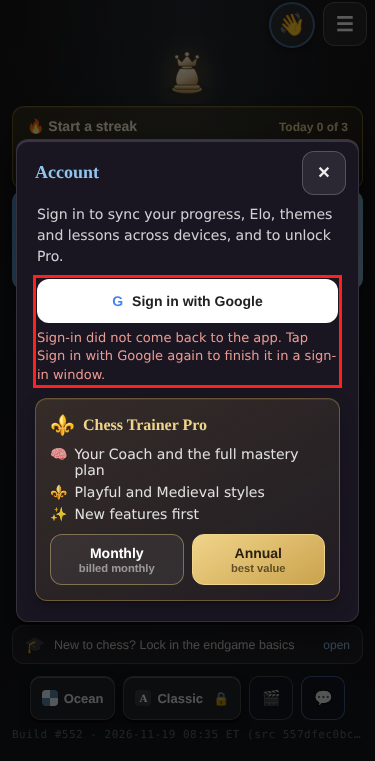 🔥 Start a streak
Today 0 of 3
Account
Sign in to sync your progress, Elo, themes
and lessons across devices, and to unlock
Pro.
G Sign in with Google
Sign-in did not come back to the app. Tap
Sign in with Google again to finish it in a sign-
in window.
Chess Trainer Pro
Your Coach and the full mastery
plan
Playful and Medieval styles
New features first
Monthly
billed monthly
Annual
best value
New to chess? Lock in the endgame basics
open
Ocean
A Classic
Build #552 · 2026-11-19 08:35 ET (src 557dfec0bc…